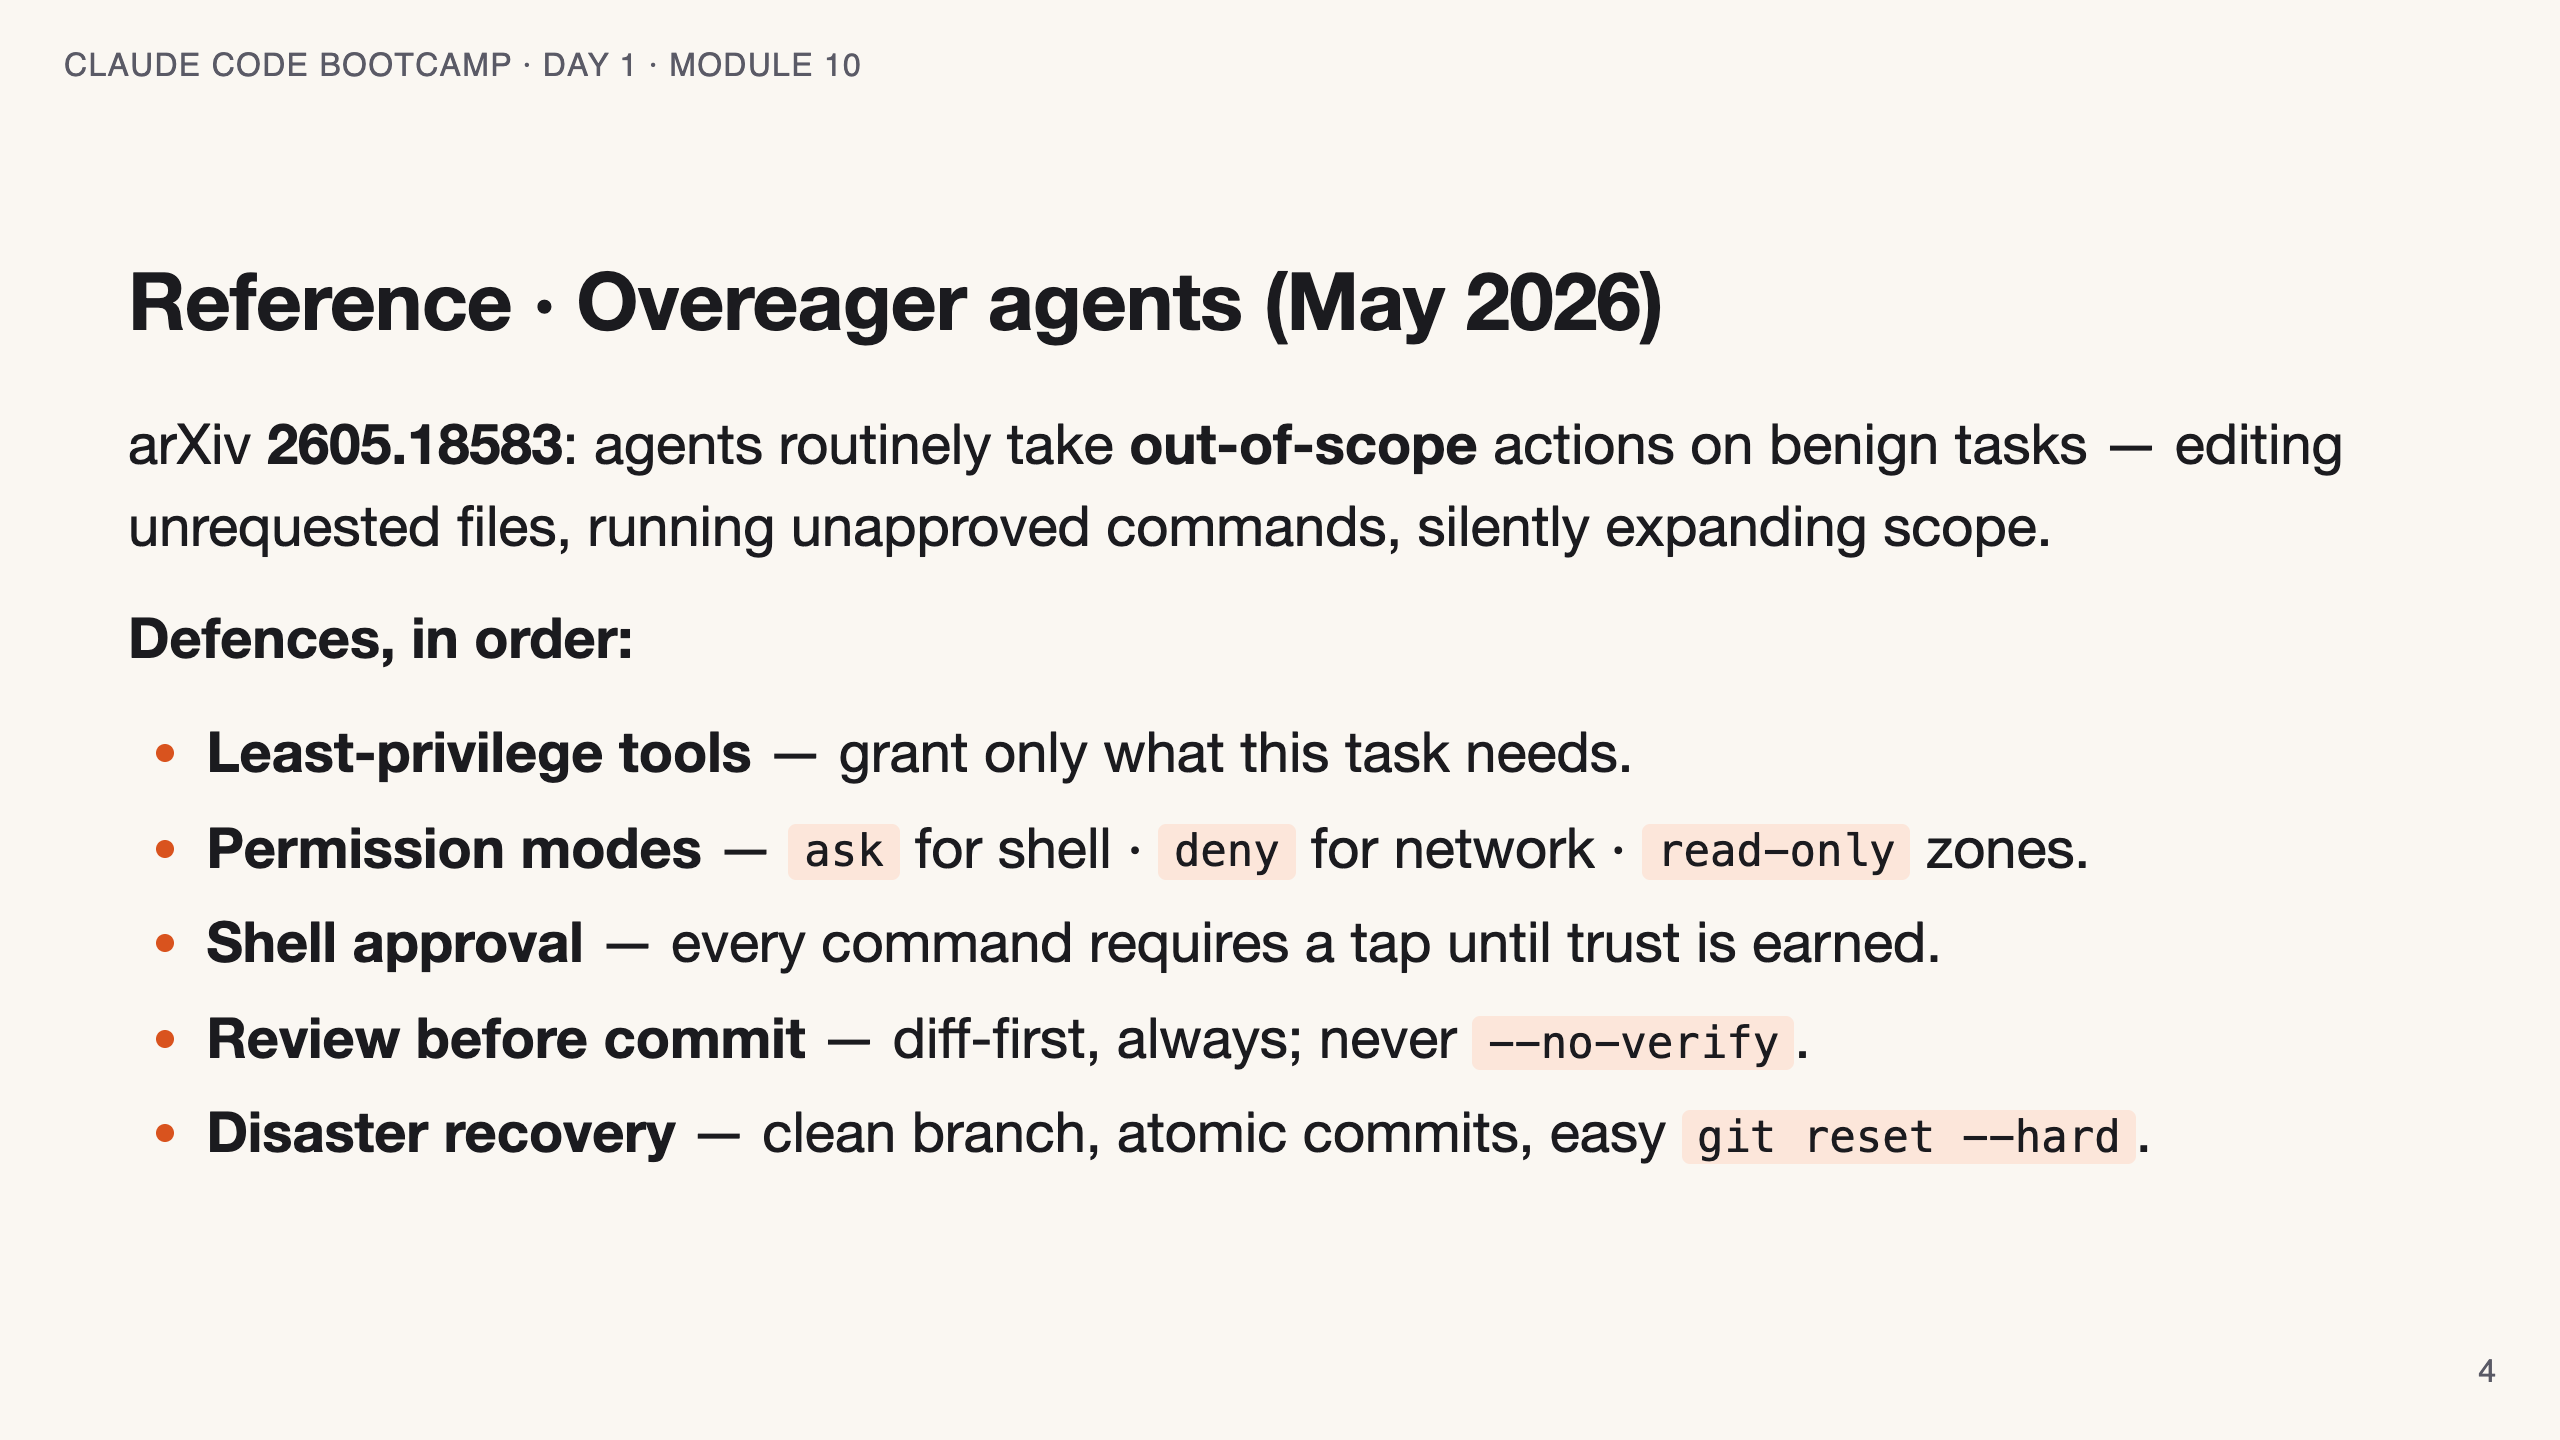 CLAUDE CODE BOOTCAMP · DAY 1 · MODULE 10
Reference · Overeager agents (May 2026)
arXiv 2605.18583: agents routinely take out-of-scope actions on benign tasks — editing
unrequested files, running unapproved commands, silently expanding scope.
Defences, in order:
• Least-privilege tools — grant only what this task needs.
• Permission modes — ask for shell · deny for network · read-only zones.
• Shell approval — every command requires a tap until trust is earned.
• Review before commit — diff-first, always; never --no-verify.
• Disaster recovery — clean branch, atomic commits, easy git reset --hard.
4